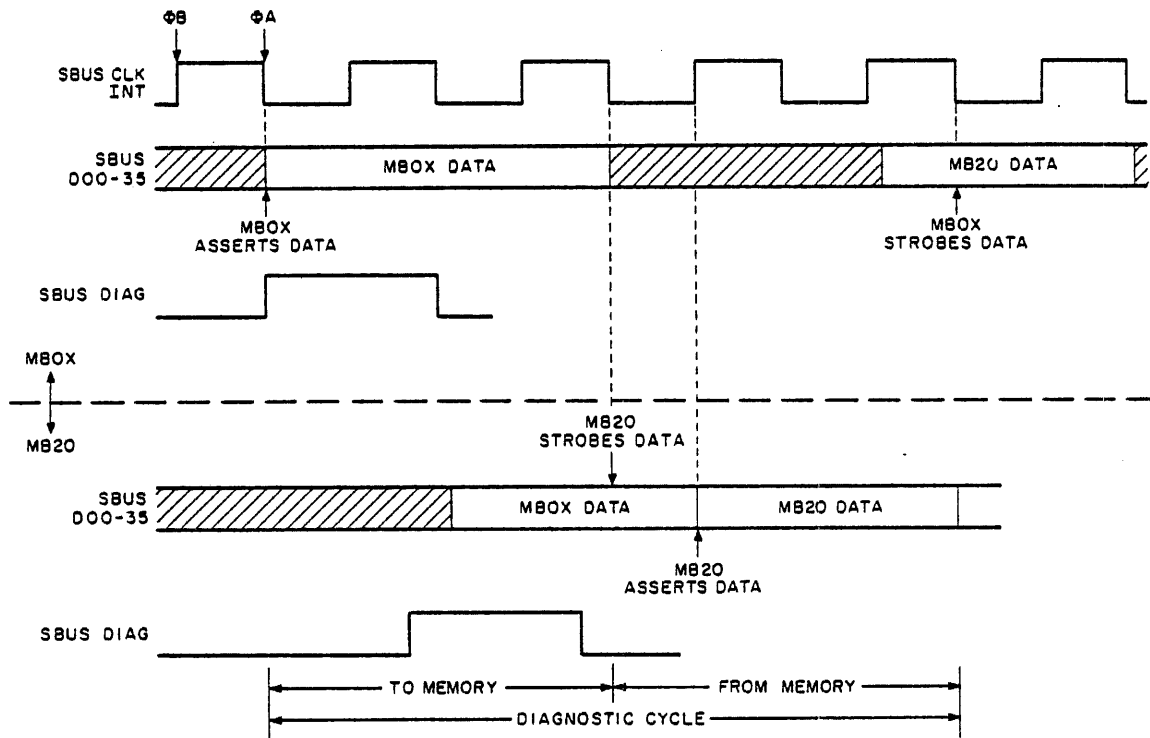 ΦB ΦA
SBUS CLK
INT
SBUS
D00-35
MBOX DATA
MB20 DATA
MBOX
ASSERTS DATA
MBOX
STROBES DATA
SBUS DIAG
MBOX
MB20
MB20
STROBES DATA
SBUS
D00-35
MBOX DATA
MB20 DATA
MB20
ASSERTS DATA
SBUS DIAG
TO MEMORY
FROM MEMORY
DIAGNOSTIC CYCLE